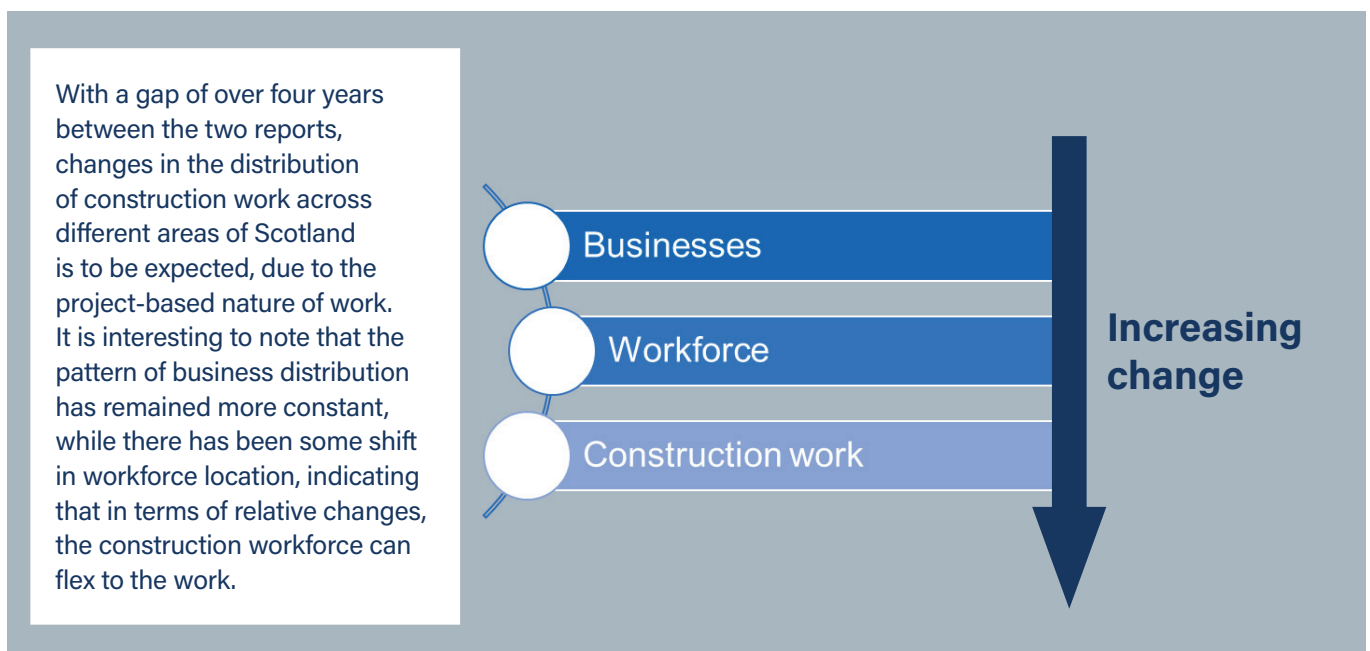 With a gap of over four years
between the two reports,
changes in the distribution
of construction work across
different areas of Scotland
is to be expected, due to the
project-based nature of work.
It is interesting to note that the
pattern of business distribution
has remained more constant,
while there has been some shift
in workforce location, indicating
that in terms of relative changes,
the construction workforce can
flex to the work.
Businesses
Workforce
Construction work
Increasing
change